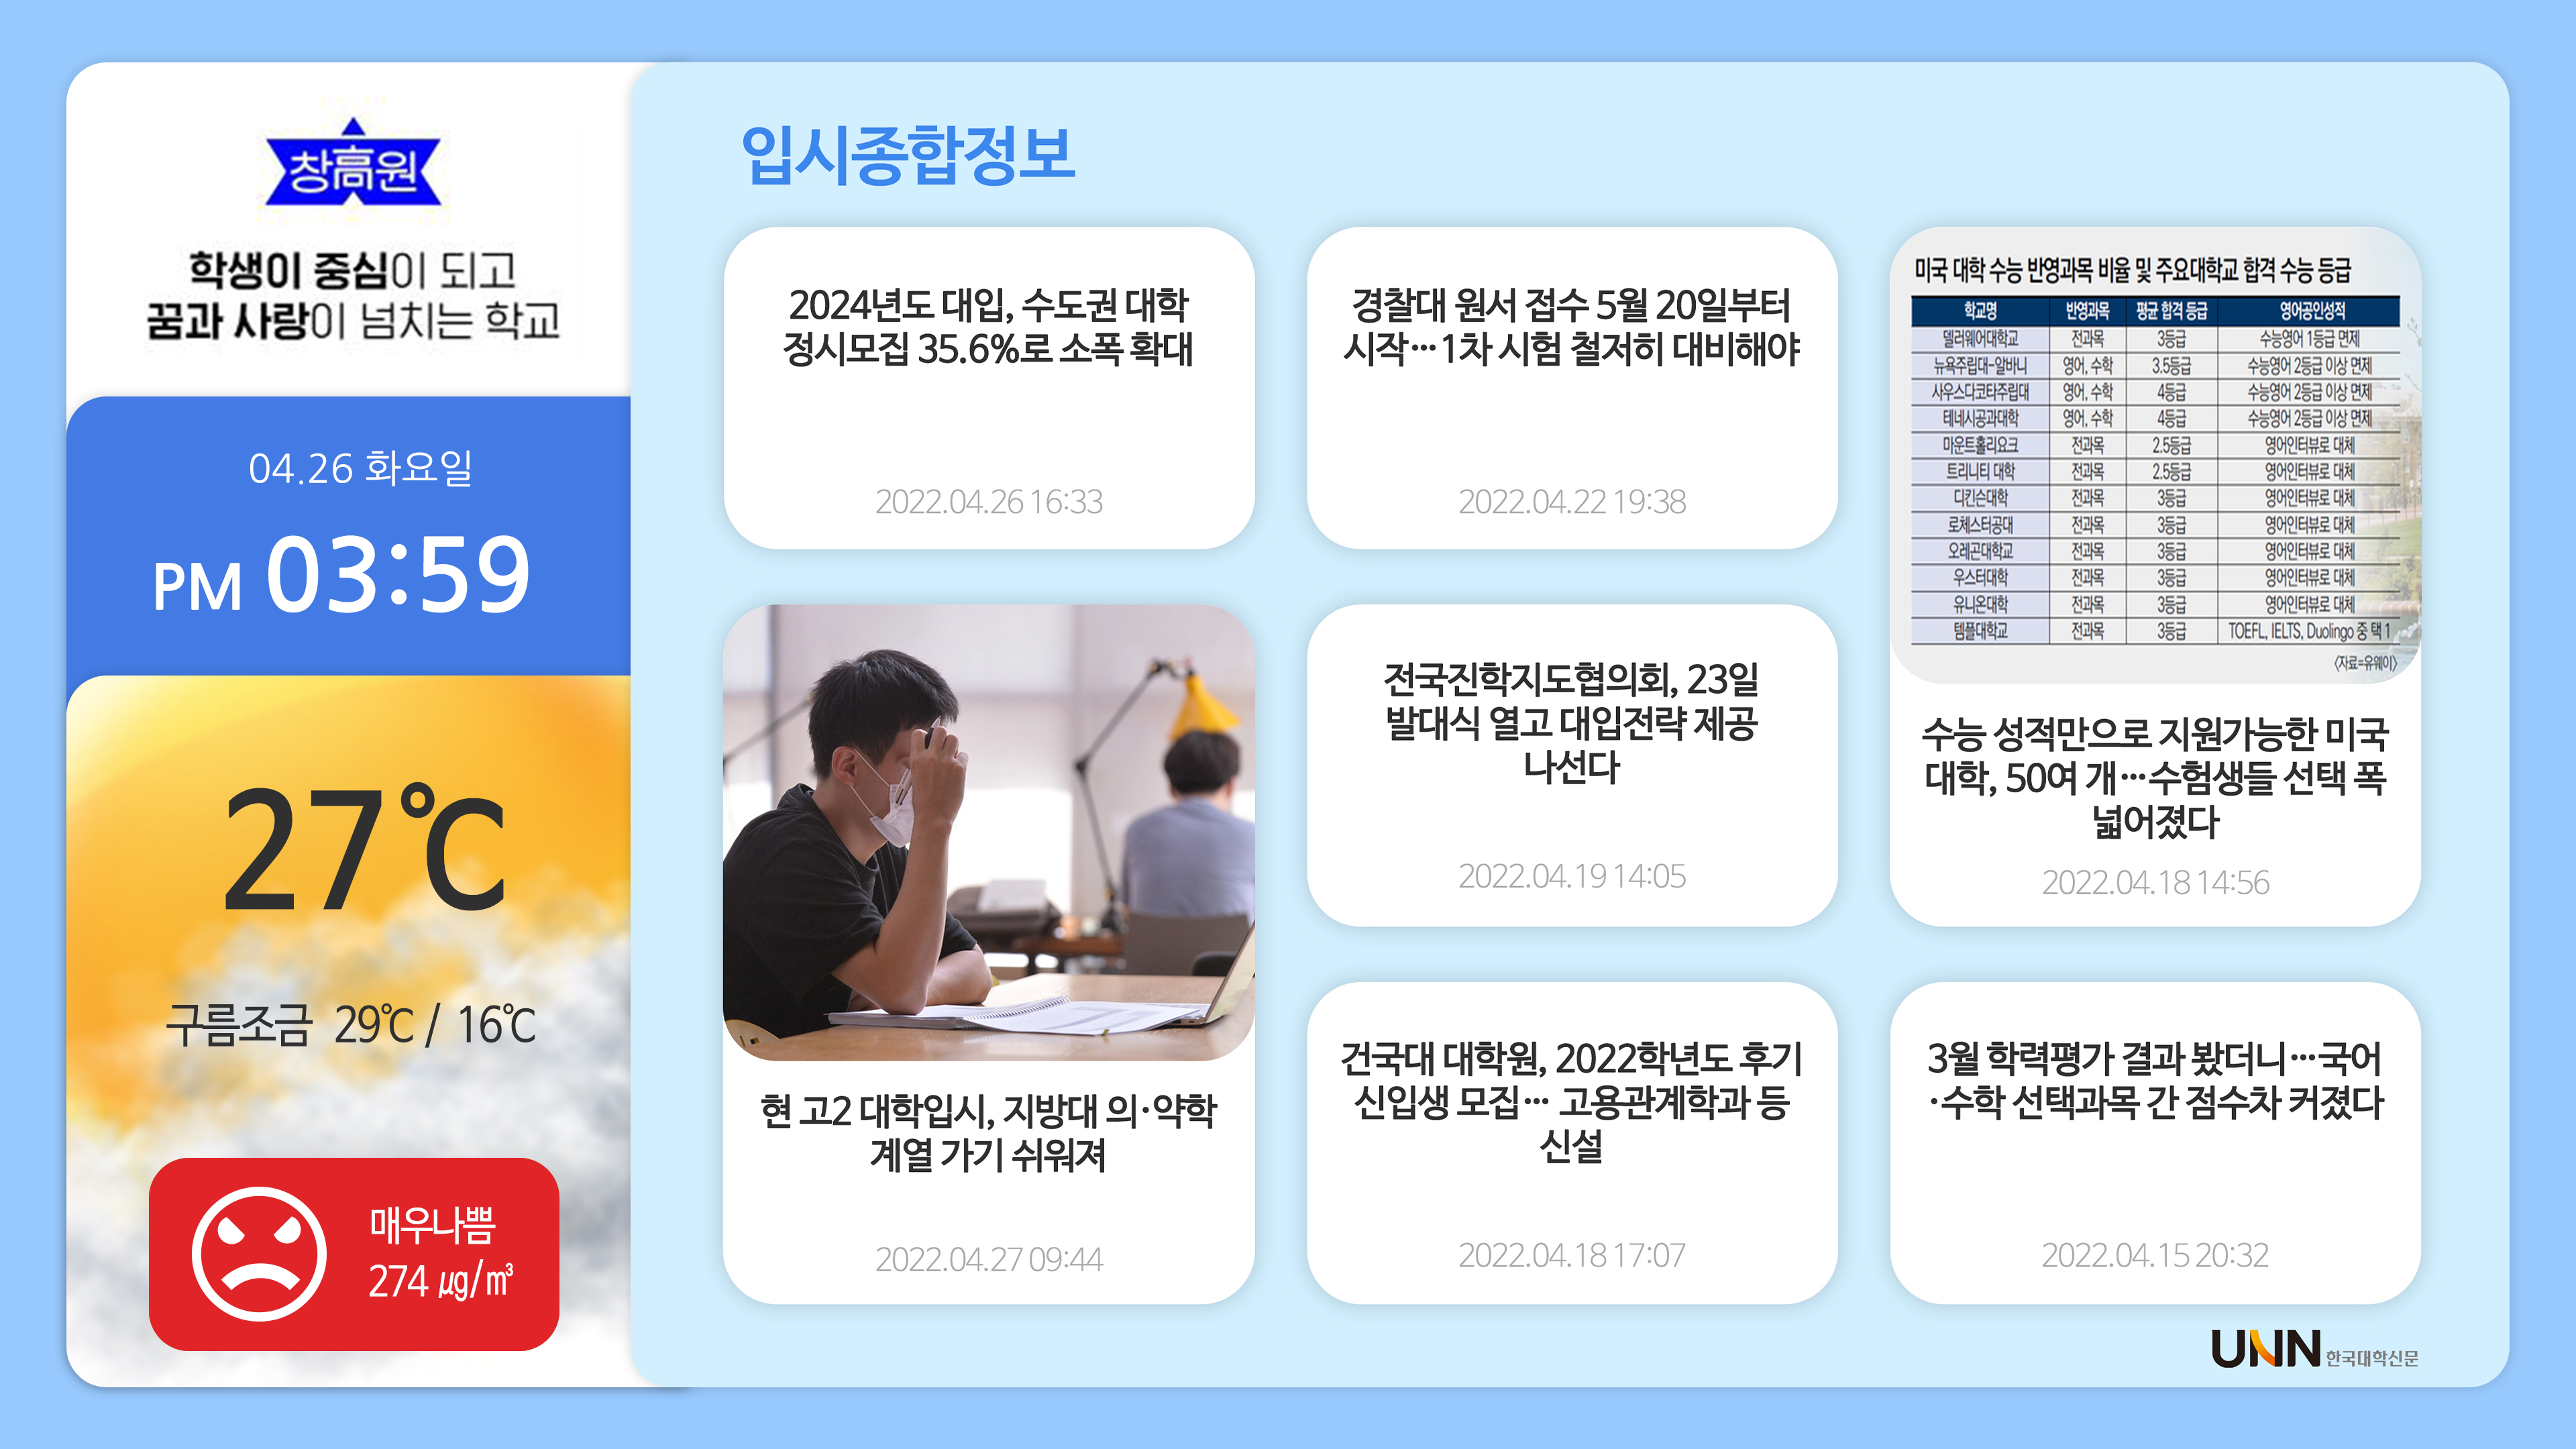 창高원
학생이 중심이 되고
꿈과 사랑이 넘치는 학교
04.26 화요일
PM 03:59
27℃
구름조금 29℃ / 16℃
매우나쁨
274 ㎍/㎥
입시종합정보
2024년도 대입, 수도권 대학
정시모집 35.6%로 소폭 확대
2022.04.26 16:33
경찰대 원서 접수 5월 20일부터
시작…1차 시험 철저히 대비해야
2022.04.22 19:38
미국 대학 수능 반영과목 비율 및 주요대학교 합격 수능 등급
학교명 반영과목 평균 합격 등급 영어공인성적
델러웨어대학교 전과목 3등급 수능영어 1등급 면제
뉴욕주립대-알바니 영어, 수학 3.5등급 수능영어 2등급 이상 면제
사우스다코타주립대 영어, 수학 4등급 수능영어 2등급 이상 면제
테네시공과대학 영어, 수학 4등급 수능영어 2등급 이상 면제
마운트홀리요크 전과목 2.5등급 영어인터뷰로 대체
트리니티 대학 전과목 2.5등급 영어인터뷰로 대체
디킨슨대학 전과목 3등급 영어인터뷰로 대체
로체스터공대 전과목 3등급 영어인터뷰로 대체
오레곤대학교 전과목 3등급 영어인터뷰로 대체
우스터대학 전과목 3등급 영어인터뷰로 대체
유니온대학 전과목 3등급 영어인터뷰로 대체
템플대학교 전과목 3등급 TOEFL, IELTS, Duolingo 중 택 1
〈자료=유웨이〉
수능 성적만으로 지원가능한 미국
대학, 50여 개…수험생들 선택 폭
넓어졌다
2022.04.18 14:56
현 고2 대학입시, 지방대 의·약학
계열 가기 쉬워져
2022.04.27 09:44
전국진학지도협의회, 23일
발대식 열고 대입전략 제공
나선다
2022.04.19 14:05
건국대 대학원, 2022학년도 후기
신입생 모집… 고용관계학과 등
신설
2022.04.18 17:07
3월 학력평가 결과 봤더니…국어
·수학 선택과목 간 점수차 커졌다
2022.04.15 20:32
UNN 한국대학신문